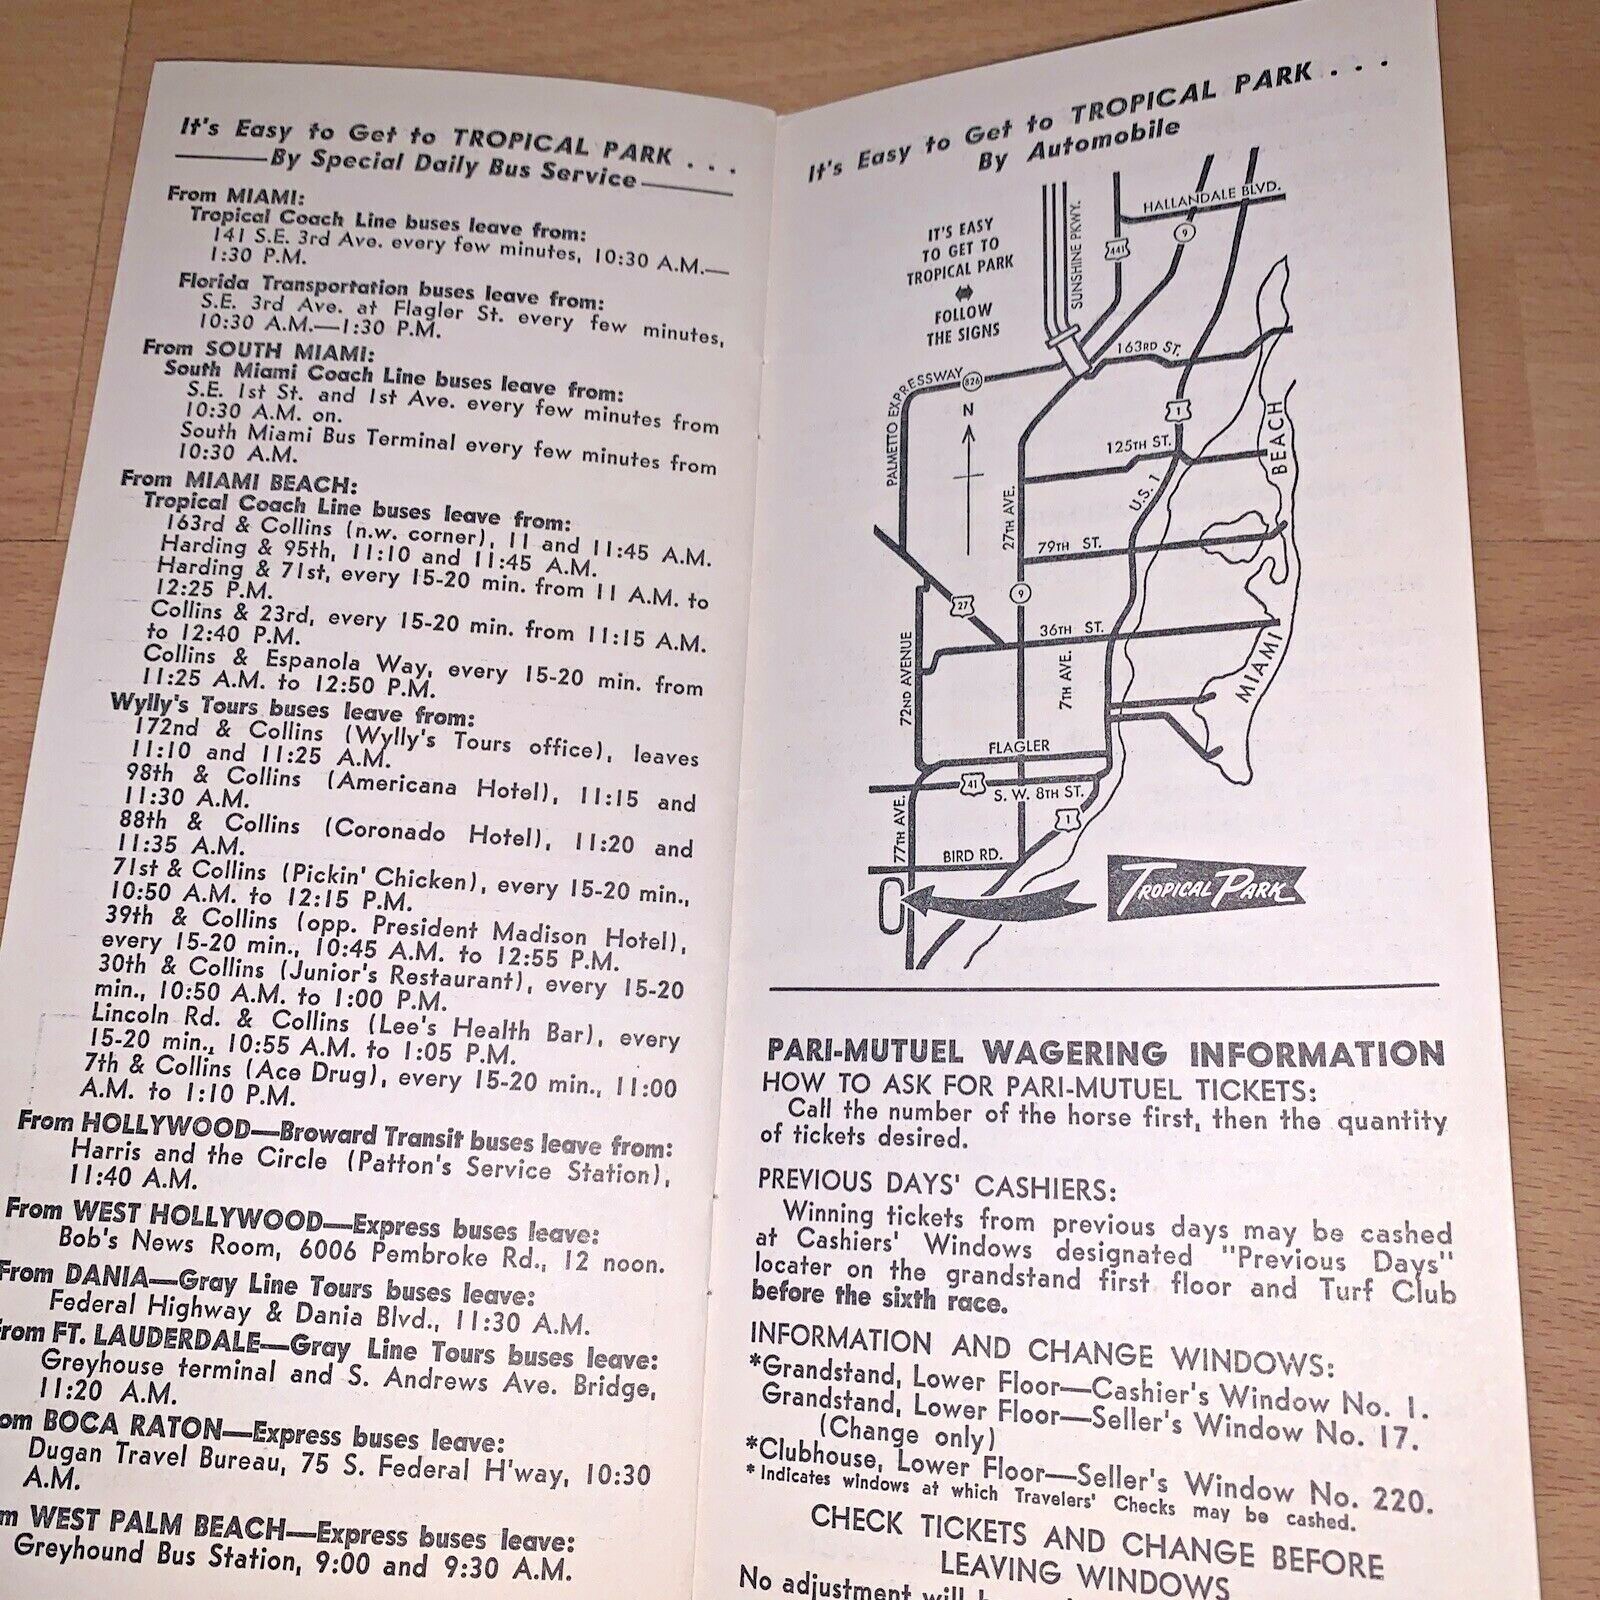 It's Easy to Get to TROPICAL PARK . . .
By Special Daily Bus Service
From MIAMI:
Tropical Coach Line buses leave from:
141 S.E. 3rd Ave. every few minutes, 10:30 A.M.—
1:30 P.M.
Florida Transportation buses leave from:
S.E. 3rd Ave. at Flagler St. every few minutes,
10:30 A.M.—1:30 P.M.
From SOUTH MIAMI:
South Miami Coach Line buses leave from:
S.E. 1st St. and 1st Ave. every few minutes from
10:30 A.M. on.
South Miami Bus Terminal every few minutes from
10:30 A.M.
From MIAMI BEACH:
Tropical Coach Line buses leave from:
163rd & Collins (n.w. corner), 11 and 11:45 A.M.
Harding & 95th, 11:10 and 11:45 A.M.
Harding & 71st, every 15-20 min. from 11 A.M. to
12:25 P.M.
Collins & 23rd, every 15-20 min. from 11:15 A.M.
to 12:40 P.M.
Collins & Espanola Way, every 15-20 min. from
11:25 A.M. to 12:50 P.M.
Wylly's Tours buses leave from:
172nd & Collins (Wylly's Tours office), leaves
11:10 and 11:25 A.M.
98th & Collins (Americana Hotel), 11:15 and
11:30 A.M.
88th & Collins (Coronado Hotel), 11:20 and
11:35 A.M.
71st & Collins (Pickin' Chicken), every 15-20 min.,
10:50 A.M. to 12:15 P.M.
39th & Collins (opp. President Madison Hotel),
every 15-20 min., 10:45 A.M. to 12:55 P.M.
30th & Collins (Junior's Restaurant), every 15-20
min., 10:50 A.M. to 1:00 P.M.
Lincoln Rd. & Collins (Lee's Health Bar), every
15-20 min., 10:55 A.M. to 1:05 P.M.
7th & Collins (Ace Drug), every 15-20 min., 11:00
A.M. to 1:10 P.M.
From HOLLYWOOD—Broward Transit buses leave from:
Harris and the Circle (Patton's Service Station),
11:40 A.M.
From WEST HOLLYWOOD—Express buses leave:
Bob's News Room, 6006 Pembroke Rd., 12 noon.
From DANIA—Gray Line Tours buses leave:
Federal Highway & Dania Blvd., 11:30 A.M.
rom FT. LAUDERDALE—Gray Line Tours buses leave:
Greyhouse terminal and S. Andrews Ave. Bridge,
11:20 A.M.
om BOCA RATON—Express buses leave:
Dugan Travel Bureau, 75 S. Federal H'way, 10:30
A.M.
m WEST PALM BEACH—Express buses leave:
Greyhound Bus Station, 9:00 and 9:30 A.M.
It's Easy to Get to TROPICAL PARK . . .
By Automobile
IT'S EASY
TO GET TO
TROPICAL PARK
FOLLOW
THE SIGNS
SUNSHINE PKWY.
441
HALLANDALE BLVD.
9
163RD ST.
PALMETTO EXPRESSWAY
826
N
1
125TH ST.
U.S. 1
BEACH
27TH AVE.
79TH ST.
9
27
36TH ST.
72ND AVENUE
7TH AVE.
MIAMI
FLAGLER
41
S. W. 8TH ST.
1
77TH AVE.
BIRD RD.
TROPICAL PARK
PARI-MUTUEL WAGERING INFORMATION
HOW TO ASK FOR PARI-MUTUEL TICKETS:
Call the number of the horse first, then the quantity
of tickets desired.
PREVIOUS DAYS' CASHIERS:
Winning tickets from previous days may be cashed
at Cashiers' Windows designated "Previous Days"
locater on the grandstand first floor and Turf Club
before the sixth race.
INFORMATION AND CHANGE WINDOWS:
*Grandstand, Lower Floor—Cashier's Window No. 1.
Grandstand, Lower Floor—Seller's Window No. 17.
(Change only)
*Clubhouse, Lower Floor—Seller's Window No. 220.
*Indicates windows at which Travelers' Checks may be cashed.
CHECK TICKETS AND CHANGE BEFORE
LEAVING WINDOWS
No adjustment will